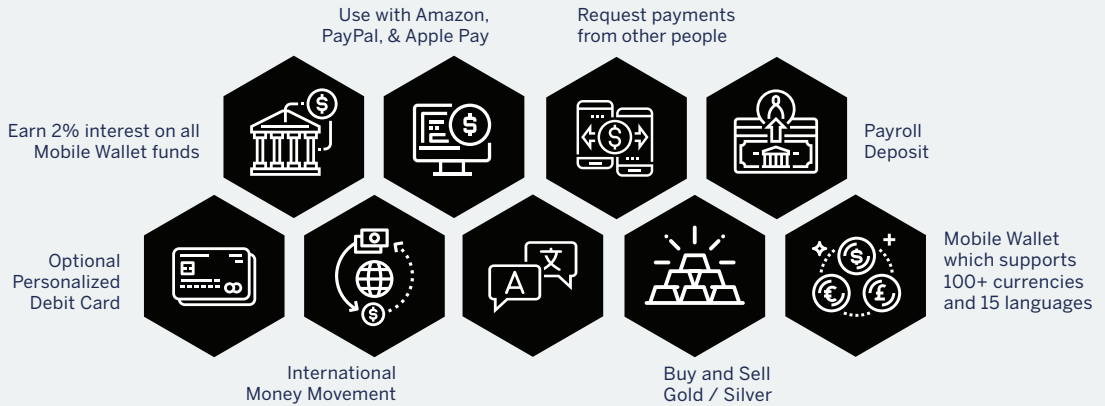 Use with Amazon,
PayPal, & Apple Pay
Request payments
from other people
Earn 2% interest on all
Mobile Wallet funds
$
$
$
Payroll
Deposit
Optional
Personalized
Debit Card
$
A
文
$
€
£
Mobile Wallet
which supports
100+ currencies
and 15 languages
International
Money Movement
Buy and Sell
Gold / Silver